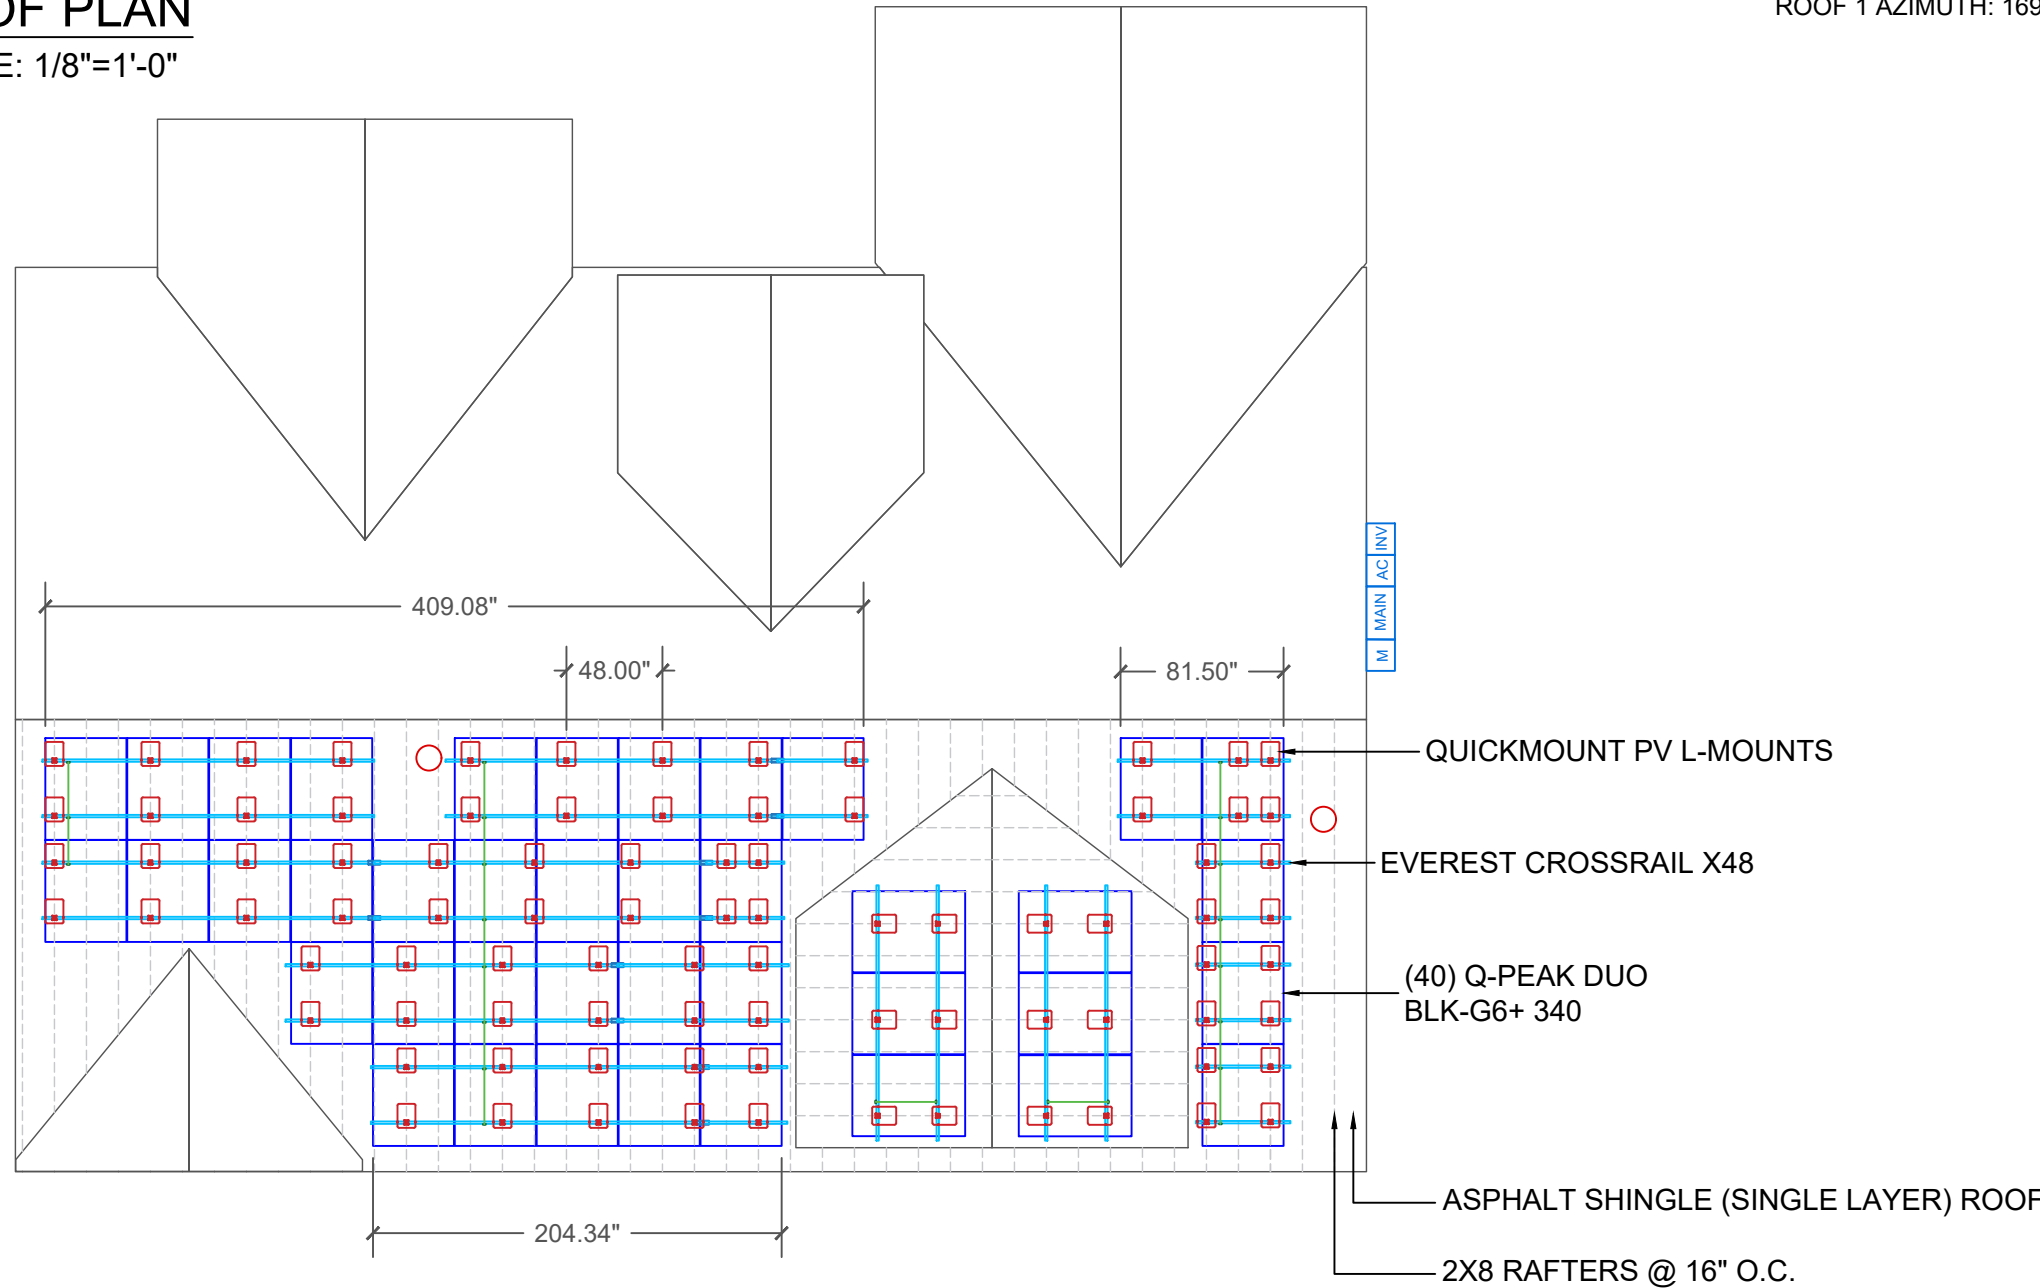 OF PLAN
E: 1/8"=1'-0"
ROOF 1 AZIMUTH: 169
INV
AC
MAIN
M
409.08"
48.00"
81.50"
QUICKMOUNT PV L-MOUNTS
EVEREST CROSSRAIL X48
(40) Q-PEAK DUO
BLK-G6+ 340
ASPHALT SHINGLE (SINGLE LAYER) ROOF
204.34"
2X8 RAFTERS @ 16" O.C.